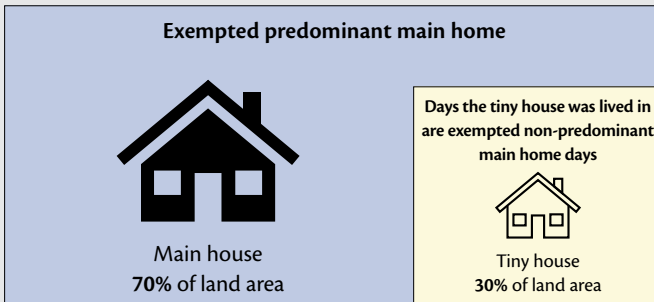 Exempted predominant main home
Days the tiny house was lived in
are exempted non-predominant
main home days
Main house
70% of land area
Tiny house
30% of land area